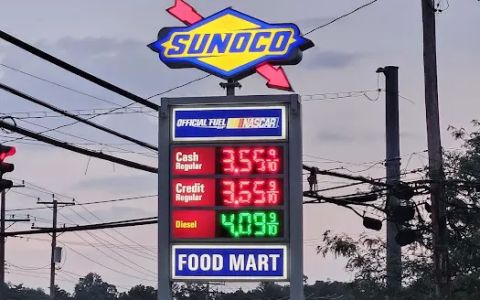 SUNOCO
OFFICIAL FUEL NASCAR
Cash
Regular
3.55 9/10
Credit
Regular
3.65 9/10
Diesel
4.09 9/10
FOOD MART